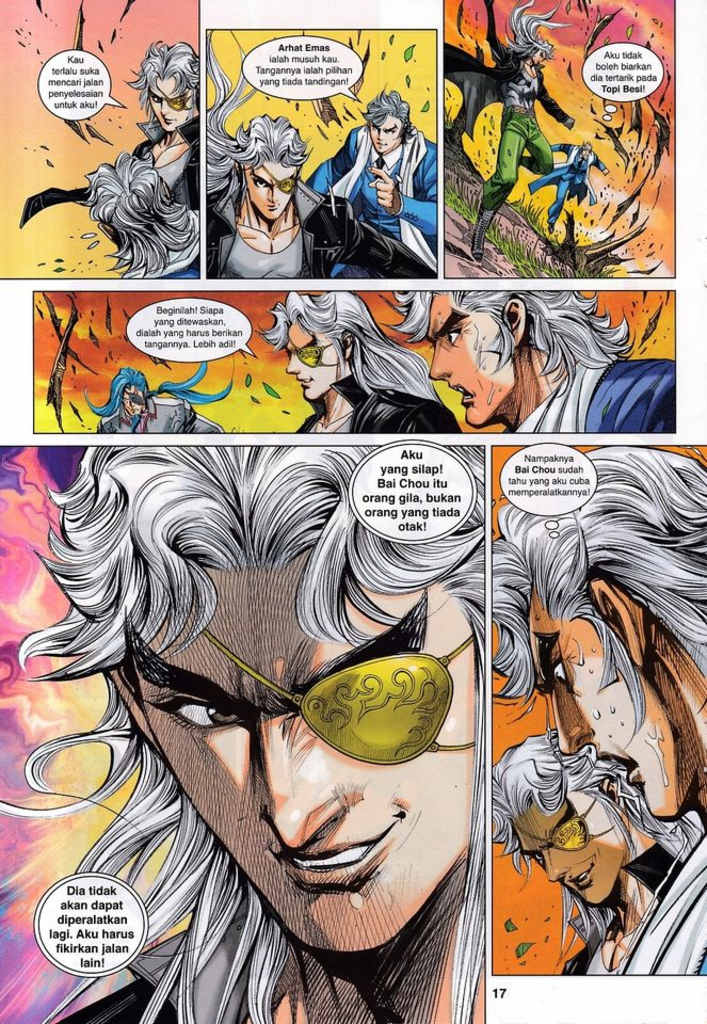 Kau
terlalu suka
mencari jalan
penyelesaian
untuk aku!
Arhat Emas
ialah musuh kau.
Tangannya ialah pilihan
yang tiada tandingan!
Aku tidak
boleh biarkan
dia tertarik pada
Topi Besi!
Beginilah! Siapa
yang ditewaskan,
dialah yang harus berikan
tangannya. Lebih adil!
Aku
yang silap!
Bai Chou itu
orang gila, bukan
orang yang tiada
otak!
Nampaknya
Bai Chou sudah
tahu yang aku cuba
memperalatkannya!
Dia tidak
akan dapat
diperalatkan
lagi. Aku harus
fikirkan jalan
lain!
17